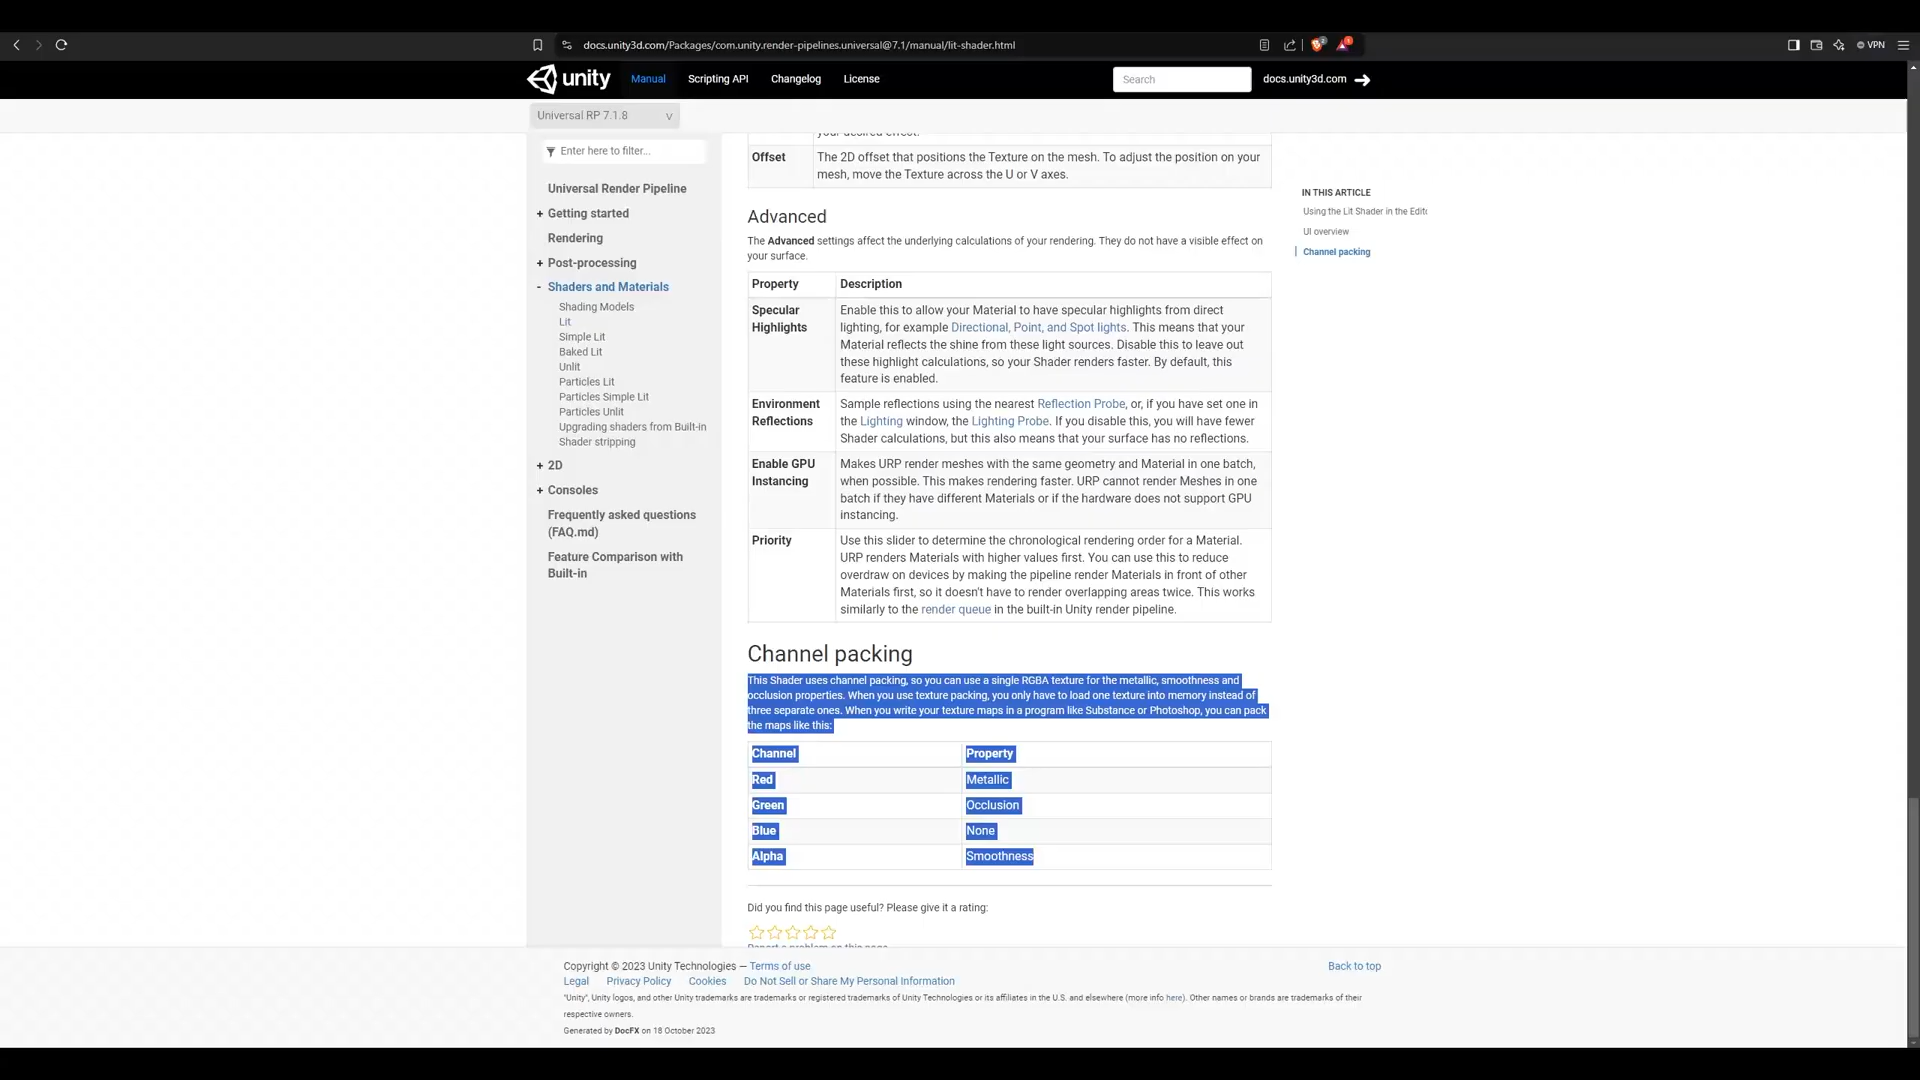 docs.unity3d.com/Packages/com.unity.render-pipelines.universal@7.1/manual/lit-shader.html
VPN
unity
Manual
Scripting API
Changelog
License
Search
docs.unity3d.com
Universal RP 7.1.8
Enter here to filter...
Universal Render Pipeline
+ Getting started
Rendering
+ Post-processing
- Shaders and Materials
Shading Models
Lit
Simple Lit
Baked Lit
Unlit
Particles Lit
Particles Simple Lit
Particles Unlit
Upgrading shaders from Built-in
Shader stripping
+ 2D
+ Consoles
Frequently asked questions
(FAQ.md)
Feature Comparison with
Built-in
your desired effect.
Offset
The 2D offset that positions the Texture on the mesh. To adjust the position on your
mesh, move the Texture across the U or V axes.
Advanced
The Advanced settings affect the underlying calculations of your rendering. They do not have a visible effect on
your surface.
Property
Description
Specular
Highlights
Enable this to allow your Material to have specular highlights from direct
lighting, for example Directional, Point, and Spot lights. This means that your
Material reflects the shine from these light sources. Disable this to leave out
these highlight calculations, so your Shader renders faster. By default, this
feature is enabled.
Environment
Reflections
Sample reflections using the nearest Reflection Probe, or, if you have set one in
the Lighting window, the Lighting Probe. If you disable this, you will have fewer
Shader calculations, but this also means that your surface has no reflections.
Enable GPU
Instancing
Makes URP render meshes with the same geometry and Material in one batch,
when possible. This makes rendering faster. URP cannot render Meshes in one
batch if they have different Materials or if the hardware does not support GPU
instancing.
Priority
Use this slider to determine the chronological rendering order for a Material.
URP renders Materials with higher values first. You can use this to reduce
overdraw on devices by making the pipeline render Materials in front of other
Materials first, so it doesn't have to render overlapping areas twice. This works
similarly to the render queue in the built-in Unity render pipeline.
Channel packing
This Shader uses channel packing, so you can use a single RGBA texture for the metallic, smoothness and
occlusion properties. When you use texture packing, you only have to load one texture into memory instead of
three separate ones. When you write your texture maps in a program like Substance or Photoshop, you can pack
the maps like this:
Channel
Property
Red
Metallic
Green
Occlusion
Blue
None
Alpha
Smoothness
Did you find this page useful? Please give it a rating:
Report a problem on this page
IN THIS ARTICLE
Using the Lit Shader in the Edito
UI overview
Channel packing
Copyright © 2023 Unity Technologies — Terms of use
Back to top
Legal
Privacy Policy
Cookies
Do Not Sell or Share My Personal Information
"Unity", Unity logos, and other Unity trademarks are trademarks or registered trademarks of Unity Technologies or its affiliates in the U.S. and elsewhere (more info here). Other names or brands are trademarks of their
respective owners.
Generated by DocFX on 18 October 2023